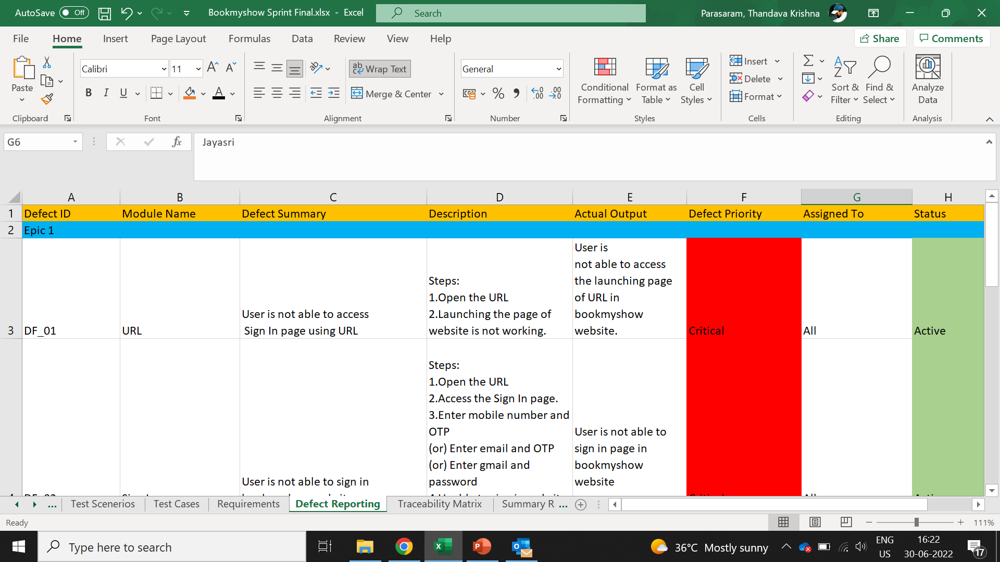 AutoSave Off Bookmyshow Sprint Final.xlsx - Excel Search Parasaram, Thandava Krishna
File Home Insert Page Layout Formulas Data Review View Help Share Comments
Paste
Clipboard
Calibri 11
B I U
Font
Wrap Text
Merge & Center
Alignment
General
Number
Conditional Formatting
Format as Table
Cell Styles
Styles
Insert
Delete
Format
Cells
Sort & Filter
Find & Select
Editing
Analyze Data
Analysis
G6 fx Jayasri
A B C D E F G H
1 Defect ID Module Name Defect Summary Description Actual Output Defect Priority Assigned To Status
2 Epic 1
3 DF_01
URL
User is not able to access
Sign In page using URL
Steps:
1.Open the URL
2.Launching the page of
website is not working.
User is
not able to access
the launching page
of URL in
bookmyshow
website.
Critical
All
Active
User is not able to sign in
Steps:
1.Open the URL
2.Access the Sign In page.
3.Enter mobile number and
OTP
(or) Enter email and OTP
(or) Enter gmail and
password
User is not able to
sign in page in
bookmyshow
website
... Test Scenerios Test Cases Requirements Defect Reporting Traceability Matrix Summary R ...
Ready 111%
Type here to search
36°C Mostly sunny
ENG
US
16:22
30-06-2022
17